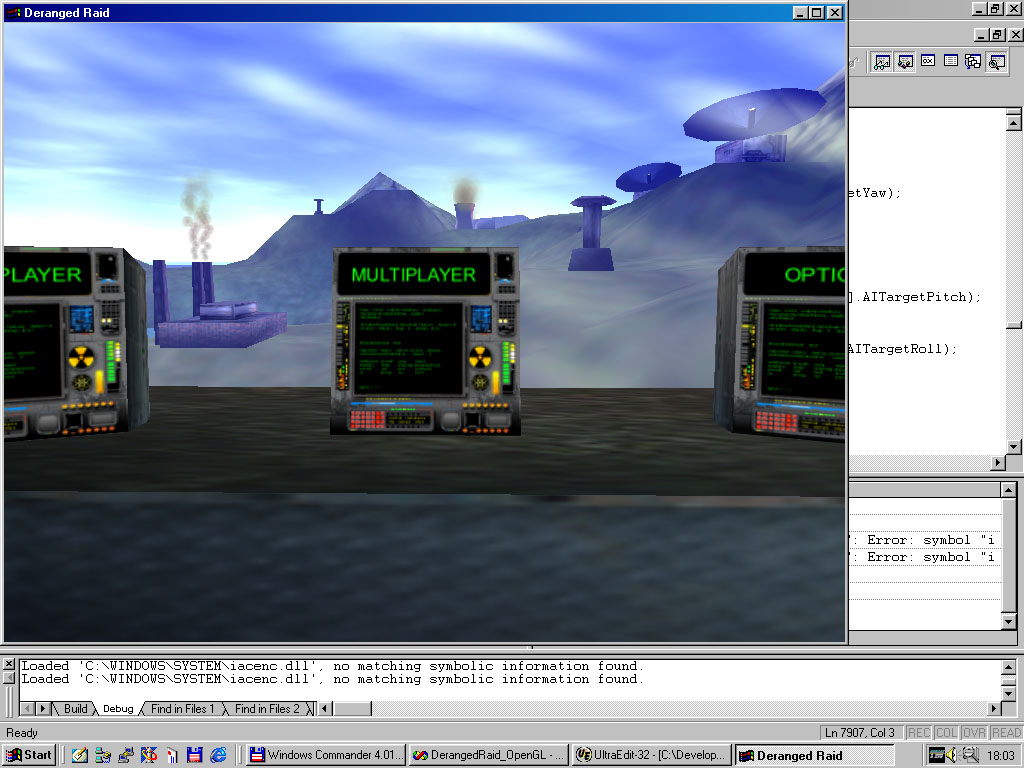 Deranged Raid
PLAYER
MULTIPLAYER
OPTIO
etYaw);
].AITargetPitch);
AITargetRoll);
": Error: symbol "i
": Error: symbol "i
Loaded 'C:\WINDOWS\SYSTEM\iacenc.dll', no matching symbolic information found.
Loaded 'C:\WINDOWS\SYSTEM\iacenc.dll', no matching symbolic information found.
Build Debug Find in Files 1 Find in Files 2
Ready Ln 7907, Col 3 REC COL OVR READ
Start Windows Commander 4.01... DerangedRaid_OpenGL - ... UltraEdit-32 - [C:\Develop... Deranged Raid 18:03